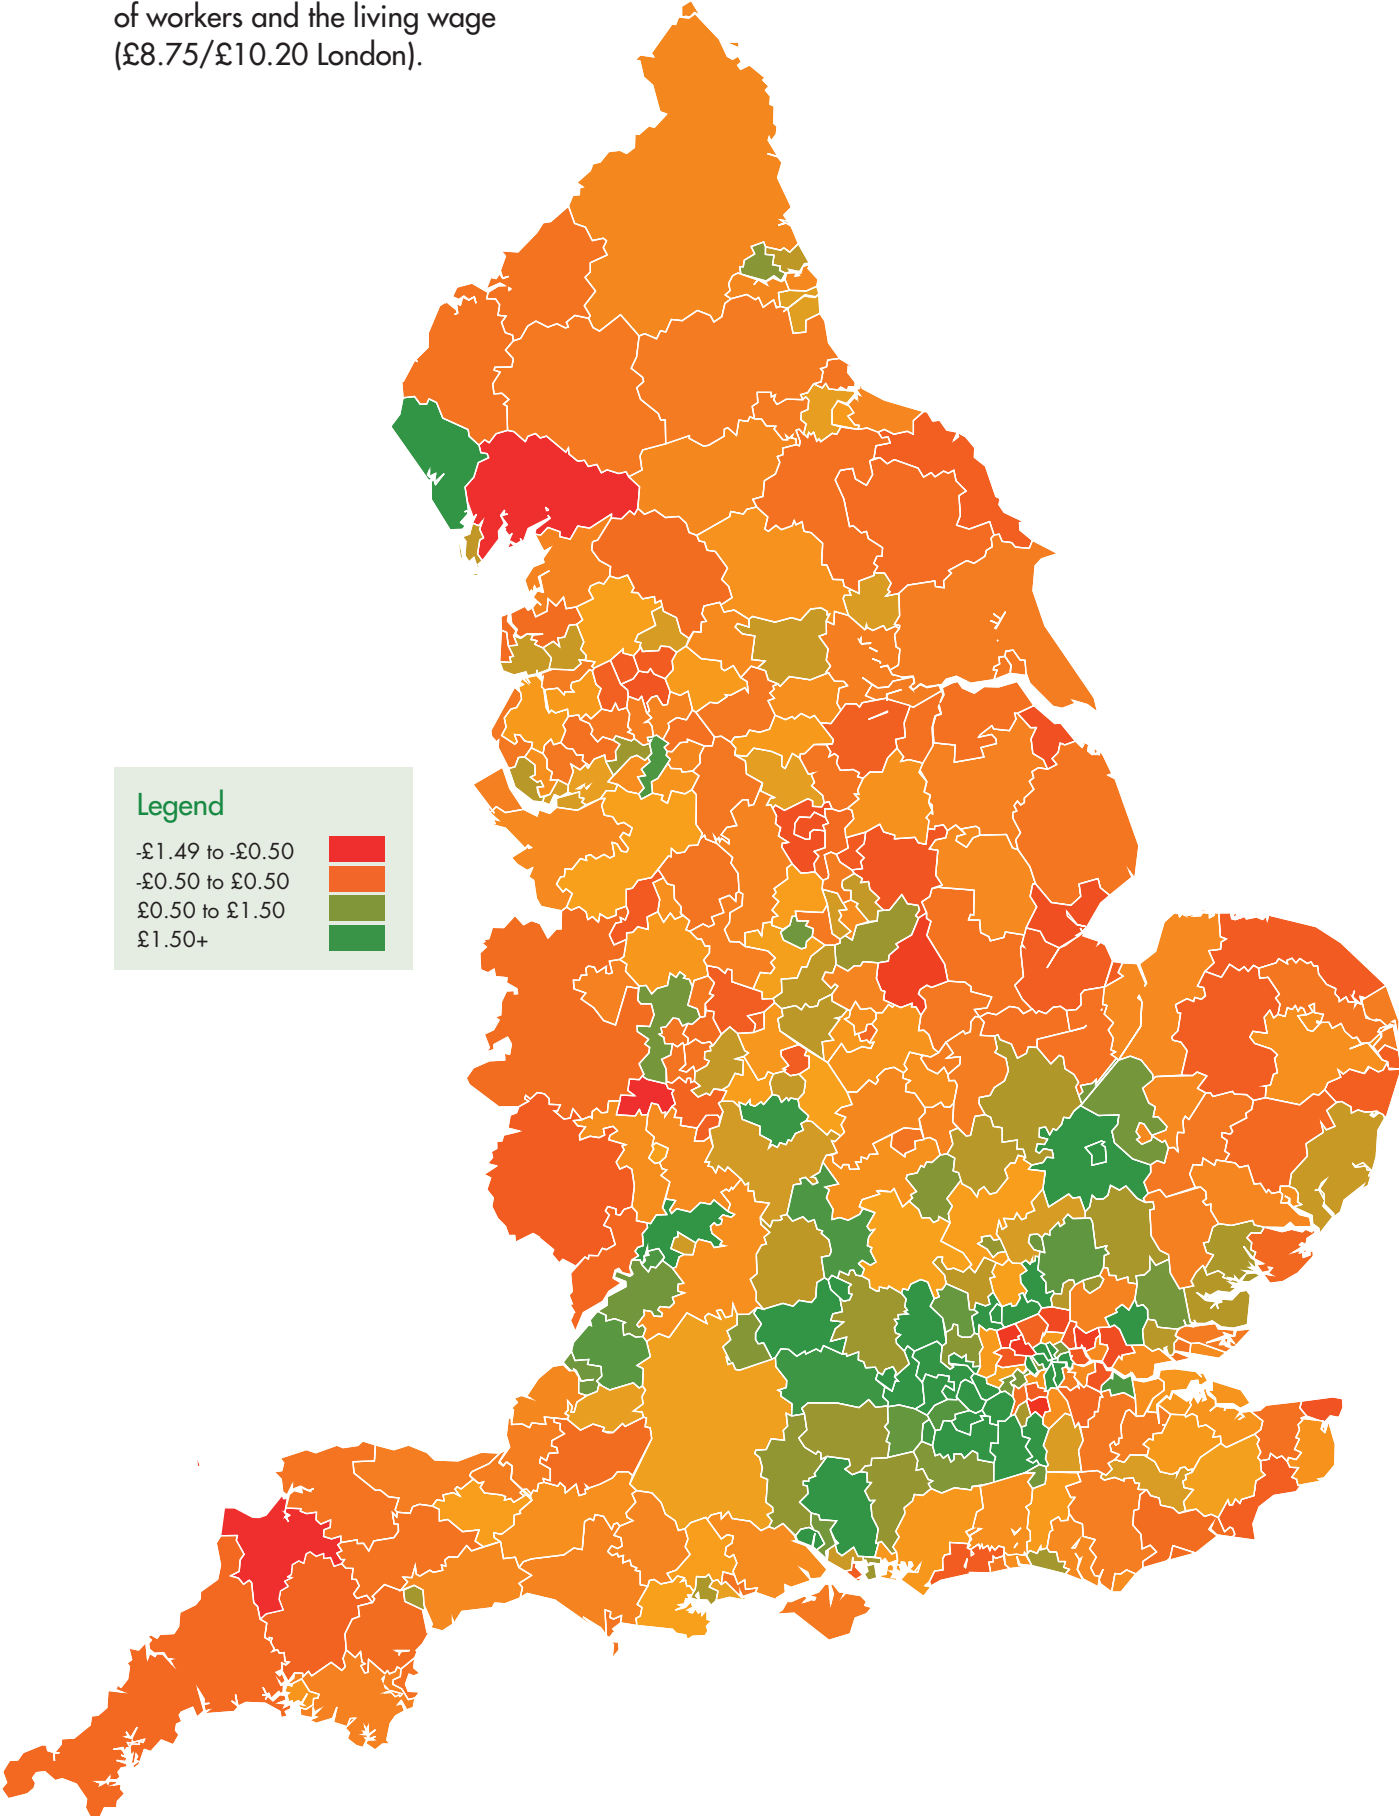 of workers and the living wage
(£8.75/£10.20 London).
Legend
-£1.49 to -£0.50
-£0.50 to £0.50
£0.50 to £1.50
£1.50+